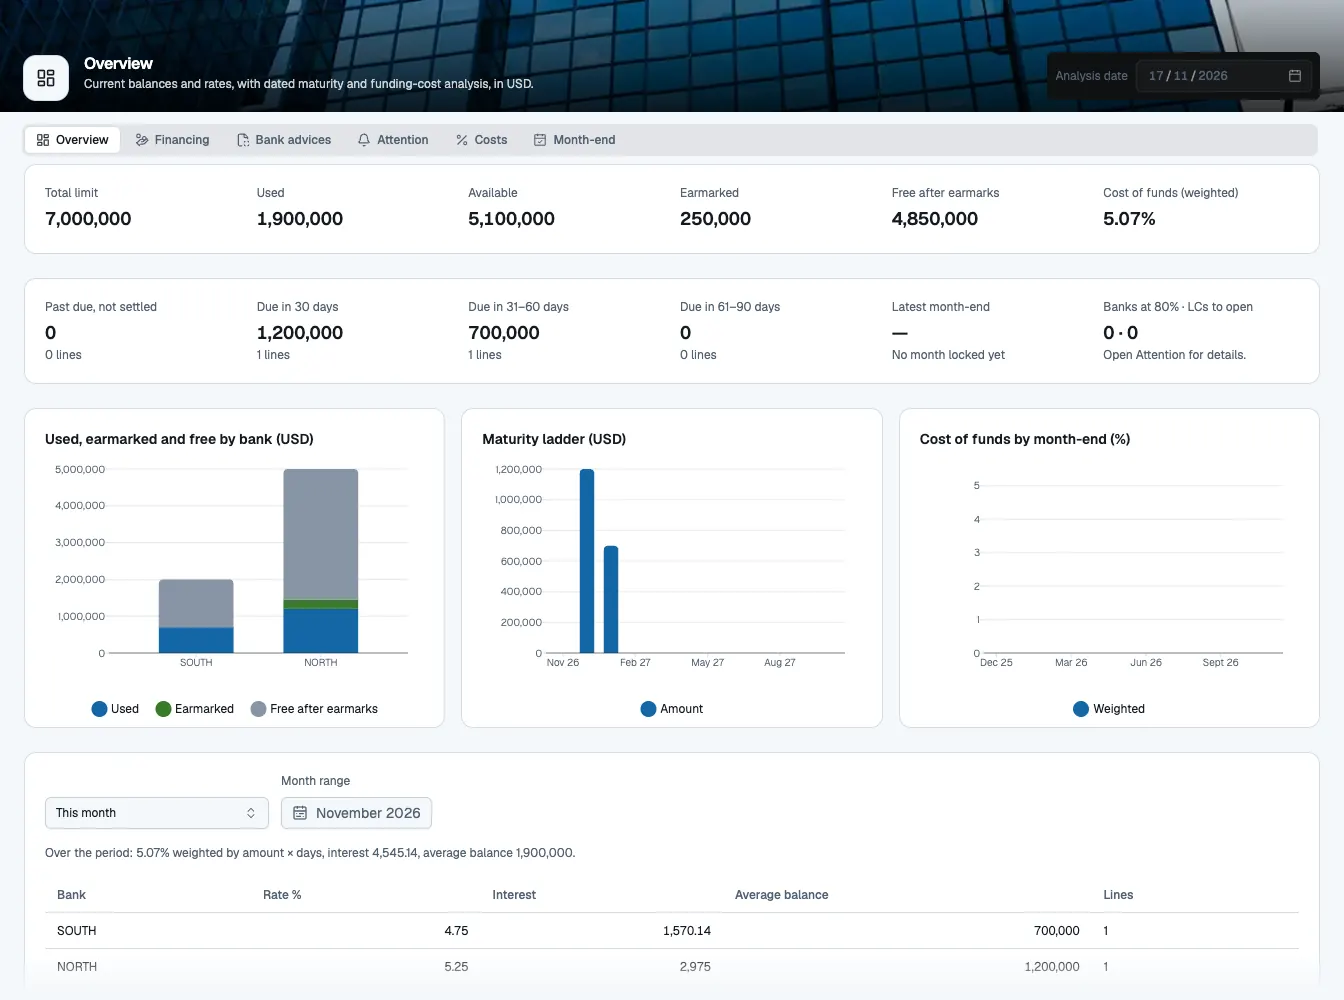 Overview
Current balances and rates, with dated maturity and funding-cost analysis, in USD.
Analysis date 17 / 11 / 2026
Overview Financing Bank advices Attention Costs Month-end
Total limit Used Available Earmarked Free after earmarks Cost of funds (weighted)
7,000,000 1,900,000 5,100,000 250,000 4,850,000 5.07%
Past due, not settled Due in 30 days Due in 31–60 days Due in 61–90 days Latest month-end Banks at 80% · LCs to open
0 1,200,000 700,000 0 — 0 · 0
0 lines 1 lines 1 lines 0 lines No month locked yet Open Attention for details.
Used, earmarked and free by bank (USD)
5,000,000
4,000,000
3,000,000
2,000,000
1,000,000
0
SOUTH NORTH
Used Earmarked Free after earmarks
Maturity ladder (USD)
1,200,000
1,000,000
800,000
600,000
400,000
200,000
0
Nov 26 Feb 27 May 27 Aug 27
Amount
Cost of funds by month-end (%)
5
4
3
2
1
0
Dec 25 Mar 26 Jun 26 Sept 26
Weighted
Month range
This month November 2026
Over the period: 5.07% weighted by amount × days, interest 4,545.14, average balance 1,900,000.
Bank Rate % Interest Average balance Lines
SOUTH 4.75 1,570.14 700,000 1
NORTH 5.25 2,975 1,200,000 1